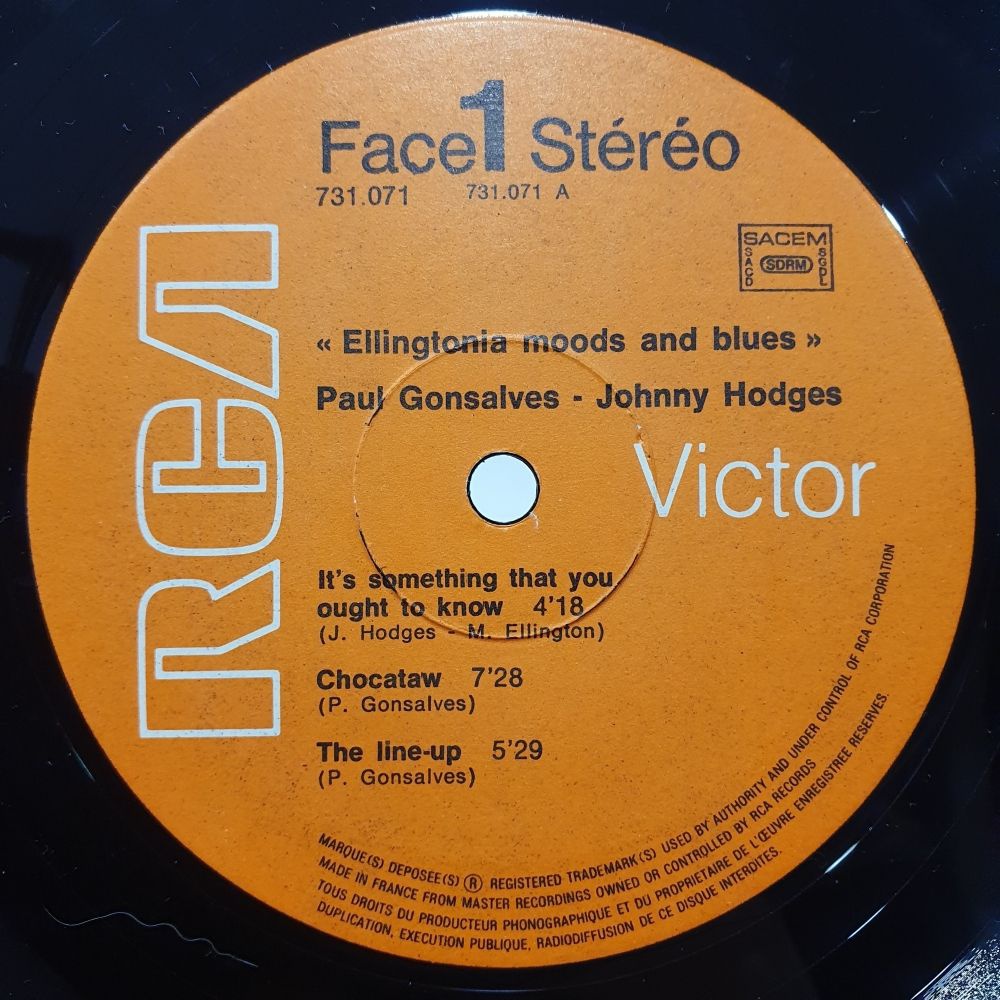 Face 1 Stéréo
731.071 731.071 A
SACEM
SACD SDRM SGDL
« Ellingtonia moods and blues »
Paul Gonsalves - Johnny Hodges
RCA
Victor
It's something that you
ought to know 4'18
(J. Hodges - M. Ellington)
Chocataw 7'28
(P. Gonsalves)
The line-up 5'29
(P. Gonsalves)
MARQUE(S) DEPOSEE(S) ® REGISTERED TRADEMARK(S) USED BY AUTHORITY AND UNDER CONTROL OF RCA CORPORATION
MADE IN FRANCE FROM MASTER RECORDINGS OWNED OR CONTROLLED BY RCA RECORDS
TOUS DROITS DU PRODUCTEUR PHONOGRAPHIQUE ET DU PROPRIETAIRE DE L'ŒUVRE ENREGISTREE RESERVES.
DUPLICATION, EXECUTION PUBLIQUE, RADIODIFFUSION DE CE DISQUE INTERDITES.